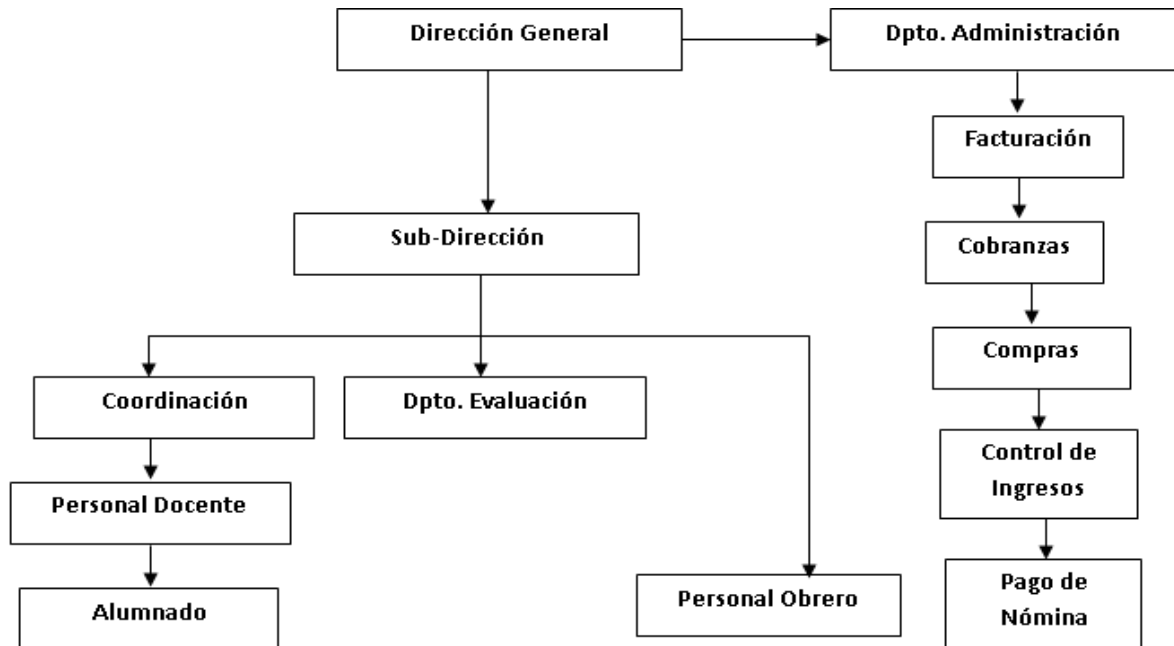 Dirección General
Dpto. Administración
Facturación
Sub-Dirección
Cobranzas
Compras
Coordinación
Dpto. Evaluación
Control de
Ingresos
Personal Docente
Personal Obrero
Pago de
Nómina
Alumnado